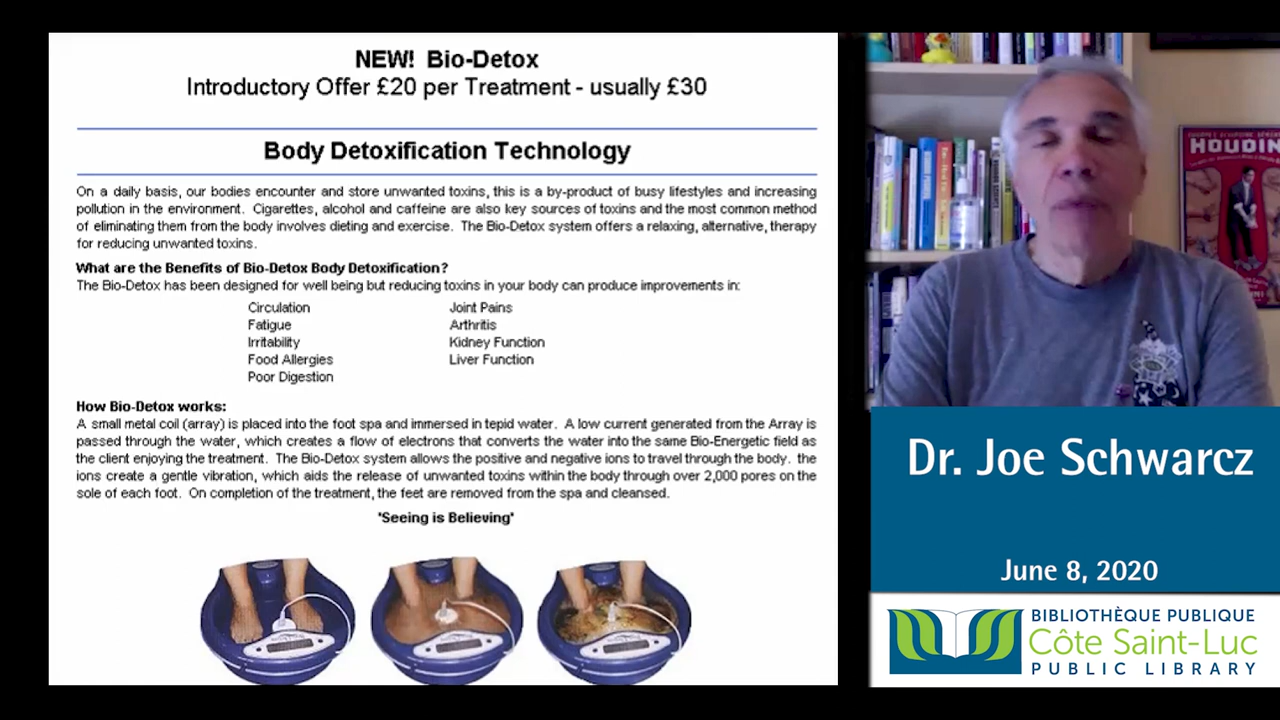 NEW! Bio-Detox
Introductory Offer £20 per Treatment - usually £30
Body Detoxification Technology
On a daily basis, our bodies encounter and store unwanted toxins, this is a by-product of busy lifestyles and increasing
pollution in the environment. Cigarettes, alcohol and caffeine are also key sources of toxins and the most common method
of eliminating them from the body involves dieting and exercise. The Bio-Detox system offers a relaxing, alternative, therapy
for reducing unwanted toxins.
What are the Benefits of Bio-Detox Body Detoxification?
The Bio-Detox has been designed for well being but reducing toxins in your body can produce improvements in:
Circulation
Fatigue
Irritability
Food Allergies
Poor Digestion
Joint Pains
Arthritis
Kidney Function
Liver Function
How Bio-Detox works:
A small metal coil (array) is placed into the foot spa and immersed in tepid water. A low current generated from the Array is
passed through the water, which creates a flow of electrons that converts the water into the same Bio-Energetic field as
the client enjoying the treatment. The Bio-Detox system allows the positive and negative ions to travel through the body. the
ions create a gentle vibration, which aids the release of unwanted toxins within the body through over 2,000 pores on the
sole of each foot. On completion of the treatment, the feet are removed from the spa and cleansed.
'Seeing is Believing'
HOUDIN
Dr. Joe Schwarcz
June 8, 2020
BIBLIOTHÈQUE PUBLIQUE
Côte Saint-Luc
PUBLIC LIBRARY